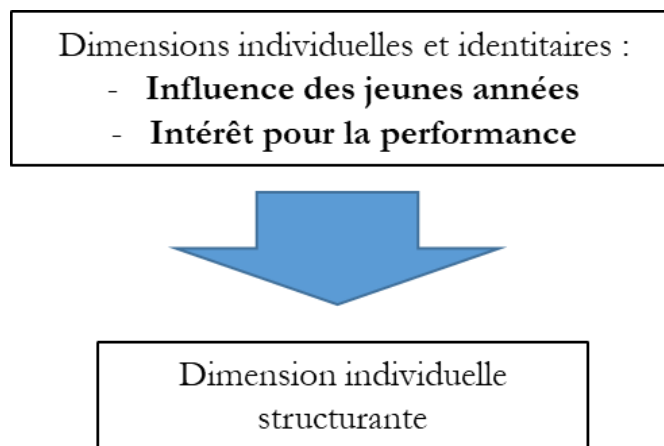 Dimensions individuelles et identitaires :
- Influence des jeunes années
- Intérêt pour la performance
Dimension individuelle
structurante